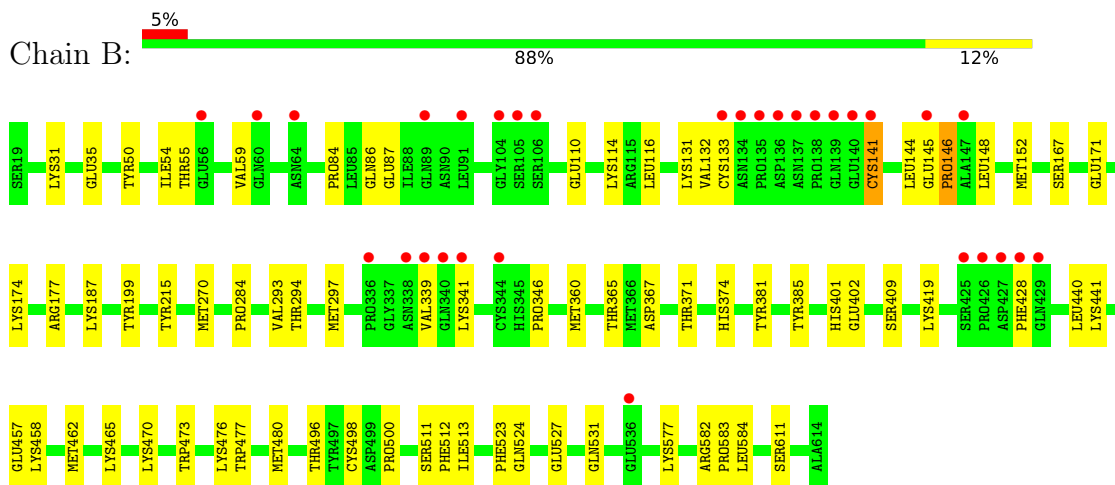 5%
Chain B:
88% 12%
SER19 LYS31 GLU35 TYR50 ILE54 THR55 GLU56 VAL59 GLN60 ASN64 PRO84 LEU85 GLN86 GLU87 ILE88 GLN89 ASN90 LEU91 GLY104 SER105 SER106 GLU110 LYS114 ARG115 LEU116 LYS131 VAL132 CYS133 ASN134 PRO135 ASP136 ASN137 PRO138 GLN139 GLU140 CYS141 LEU144 GLU145 PRO146 ALA147 LEU148 MET152 SER167 GLU171
LYS174 ARG177 LYS187 TYR199 TYR215 MET270 PRO284 VAL293 THR294 MET297 PRO336 GLY337 ASN338 VAL339 GLN340 LYS341 CYS344 HIS345 PRO346 MET360 THR365 MET366 ASP367 THR371 HIS374 TYR381 TYR385 HIS401 GLU402 SER409 LYS419 SER425 PRO426 ASP427 PHE428 GLN429 LEU440 LYS441
GLU457 LYS458 MET462 LYS465 LYS470 TRP473 LYS476 TRP477 MET480 THR496 TYR497 CYS498 ASP499 PRO500 SER511 PHE512 ILE513 PHE523 GLN524 GLU527 GLN531 GLU536 LYS577 ARG582 PRO583 LEU584 SER611 ALA614